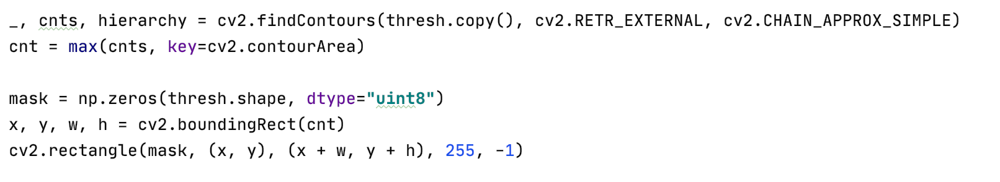 _, cnts, hierarchy = cv2.findContours(thresh.copy(), cv2.RETR_EXTERNAL, cv2.CHAIN_APPROX_SIMPLE)
cnt = max(cnts, key=cv2.contourArea)
mask = np.zeros(thresh.shape, dtype="uint8")
x, y, w, h = cv2.boundingRect(cnt)
cv2.rectangle(mask, (x, y), (x + w, y + h), 255, -1)